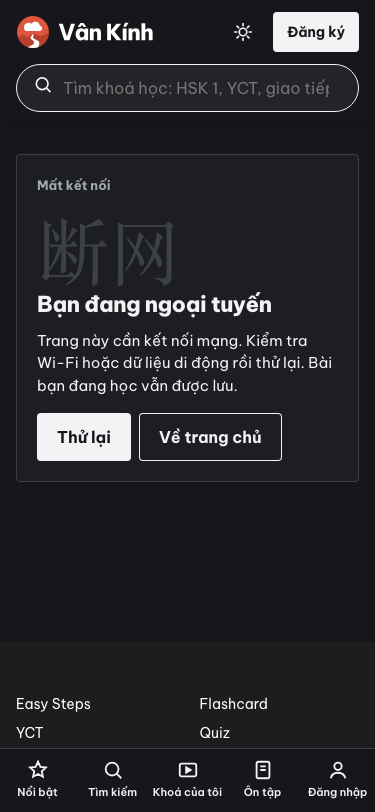 Vân Kính
Đăng ký
Tìm khoá học: HSK 1, YCT, giao tiếp
Mất kết nối
断网
Bạn đang ngoại tuyến
Trang này cần kết nối mạng. Kiểm tra
Wi-Fi hoặc dữ liệu di động rồi thử lại. Bài
bạn đang học vẫn được lưu.
Thử lại
Về trang chủ
Easy Steps
Flashcard
YCT
Quiz
Nổi bật
Tìm kiếm
Khoá của tôi
Ôn tập
Đăng nhập